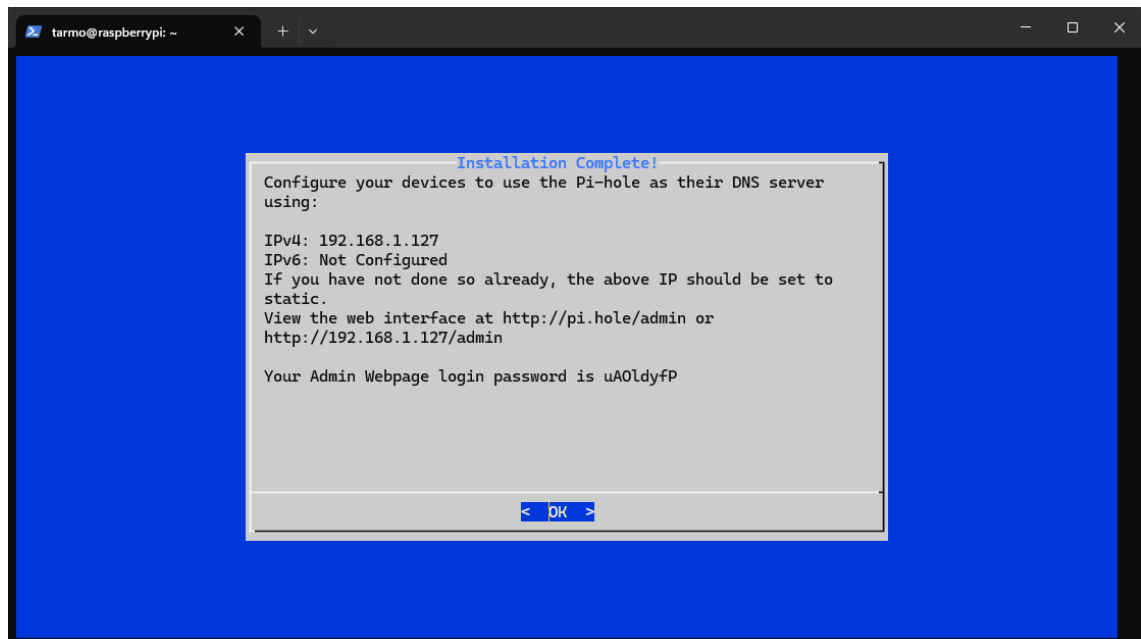 tarmo@raspberrypi: ~
Installation Complete!
Configure your devices to use the Pi-hole as their DNS server
using:
IPv4: 192.168.1.127
IPv6: Not Configured
If you have not done so already, the above IP should be set to
static.
View the web interface at http://pi.hole/admin or
http://192.168.1.127/admin
Your Admin Webpage login password is uAOldyfP
< OK >